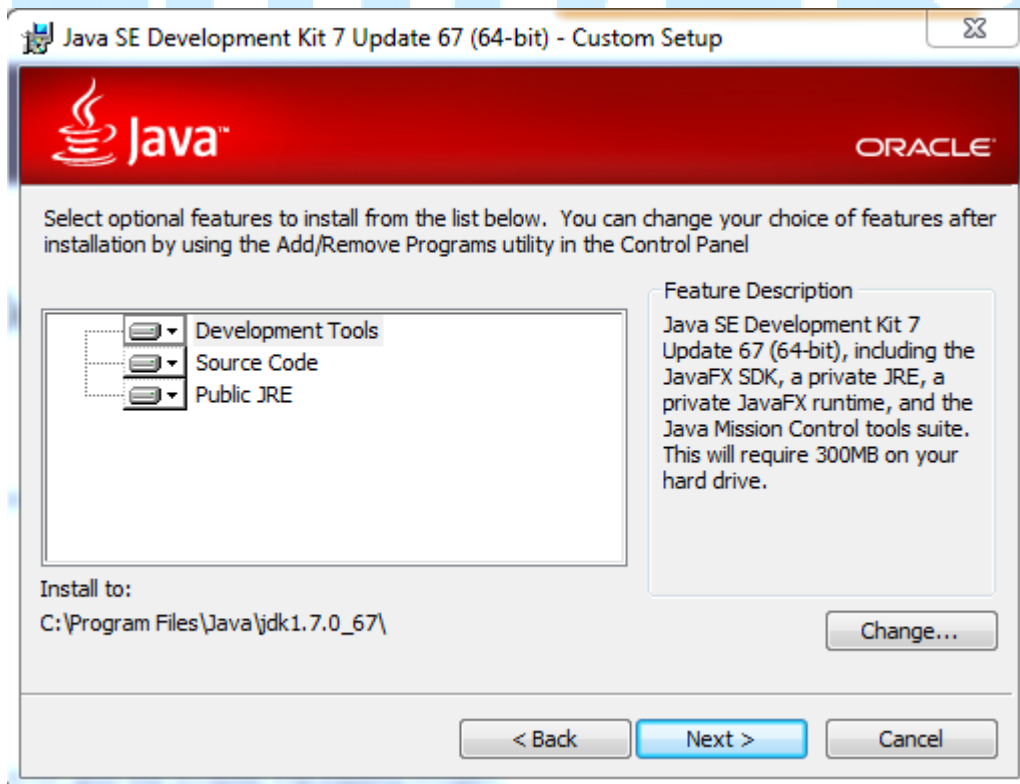 Java SE Development Kit 7 Update 67 (64-bit) - Custom Setup
Java™
ORACLE®
Select optional features to install from the list below. You can change your choice of features after
installation by using the Add/Remove Programs utility in the Control Panel
Development Tools
Source Code
Public JRE
Feature Description
Java SE Development Kit 7
Update 67 (64-bit), including the
JavaFX SDK, a private JRE, a
private JavaFX runtime, and the
Java Mission Control tools suite.
This will require 300MB on your
hard drive.
Install to:
C:\Program Files\Java\jdk1.7.0_67\
Change...
< Back
Next >
Cancel